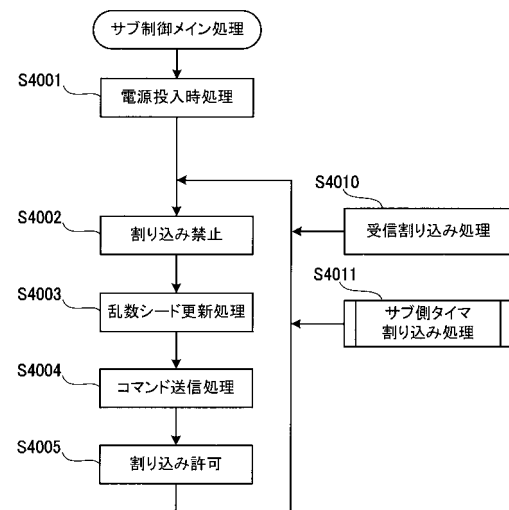 サブ制御メイン処理
S4001
電源投入時処理
S4010
受信割り込み処理
S4002
割り込み禁止
S4011
サブ側タイマ
割り込み処理
S4003
乱数シード更新処理
S4004
コマンド送信処理
S4005
割り込み許可